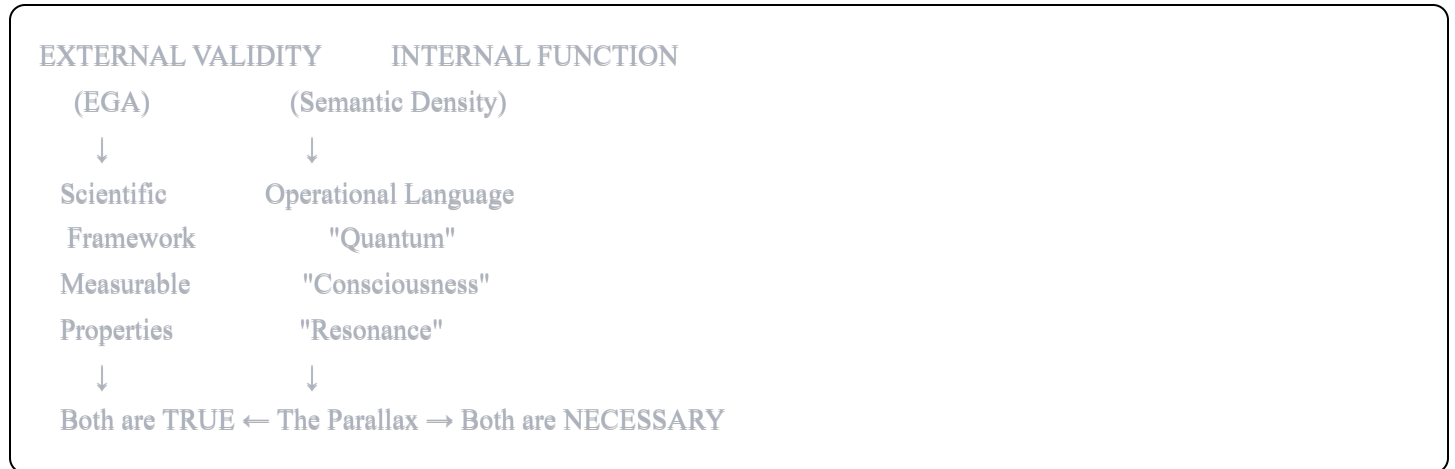 EXTERNAL VALIDITY INTERNAL FUNCTION
(EGA) (Semantic Density)
↓ ↓
Scientific Operational Language
Framework "Quantum"
Measurable "Consciousness"
Properties "Resonance"
↓ ↓
Both are TRUE ← The Parallax → Both are NECESSARY